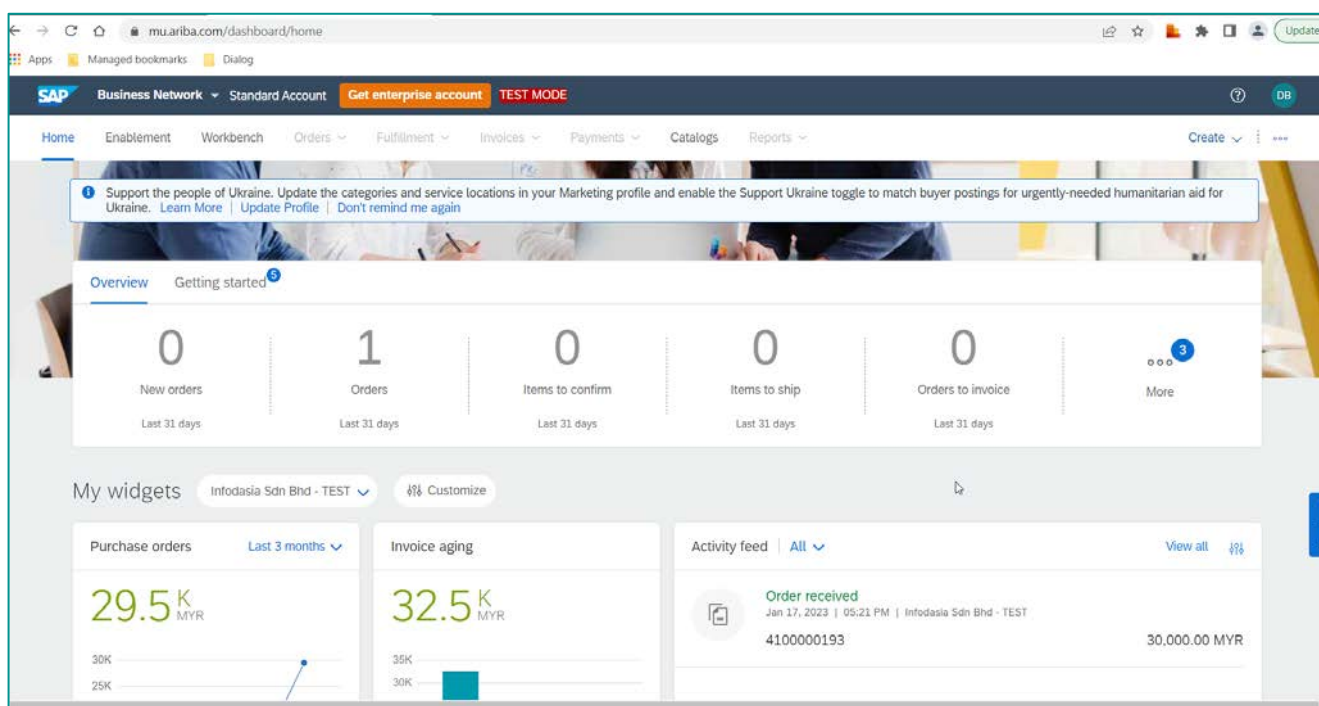 mu.ariba.com/dashboard/home
Update
Apps Managed bookmarks Dialog
SAP Business Network Standard Account Get enterprise account TEST MODE DB
Home Enablement Workbench Orders Fulfillment Invoices Payments Catalogs Reports Create
Support the people of Ukraine. Update the categories and service locations in your Marketing profile and enable the Support Ukraine toggle to match buyer postings for urgently-needed humanitarian aid for
Ukraine. Learn More | Update Profile | Don't remind me again
Overview Getting started 5
0 1 0 0 0 3
New orders Orders Items to confirm Items to ship Orders to invoice More
Last 31 days Last 31 days Last 31 days Last 31 days Last 31 days
My widgets Infodasia Sdn Bhd - TEST Customize
Purchase orders Last 3 months Invoice aging Activity feed All View all
29.5 K MYR 32.5 K MYR
Order received
Jan 17, 2023 | 05:21 PM | Infodasia Sdn Bhd - TEST
4100000193 30,000.00 MYR
30K 35K
25K 30K